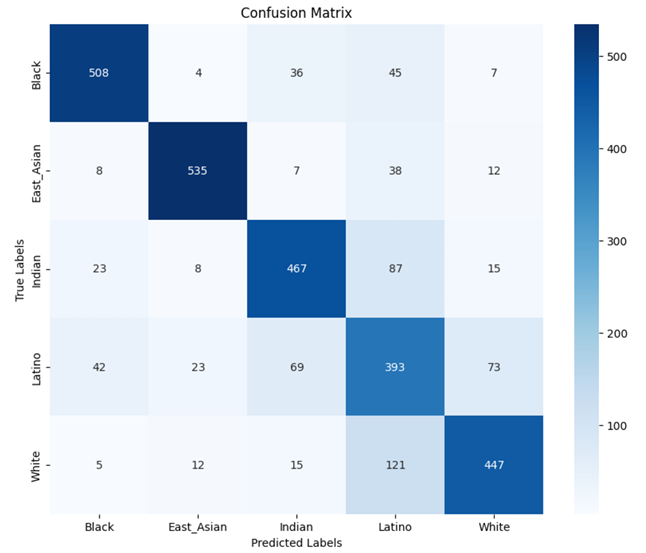 Confusion Matrix
Black 508 4 36 45 7
East_Asian 8 535 7 38 12
Indian 23 8 467 87 15
Latino 42 23 69 393 73
White 5 12 15 121 447
Black East_Asian Indian Latino White
Predicted Labels
True Labels
500
400
300
200
100